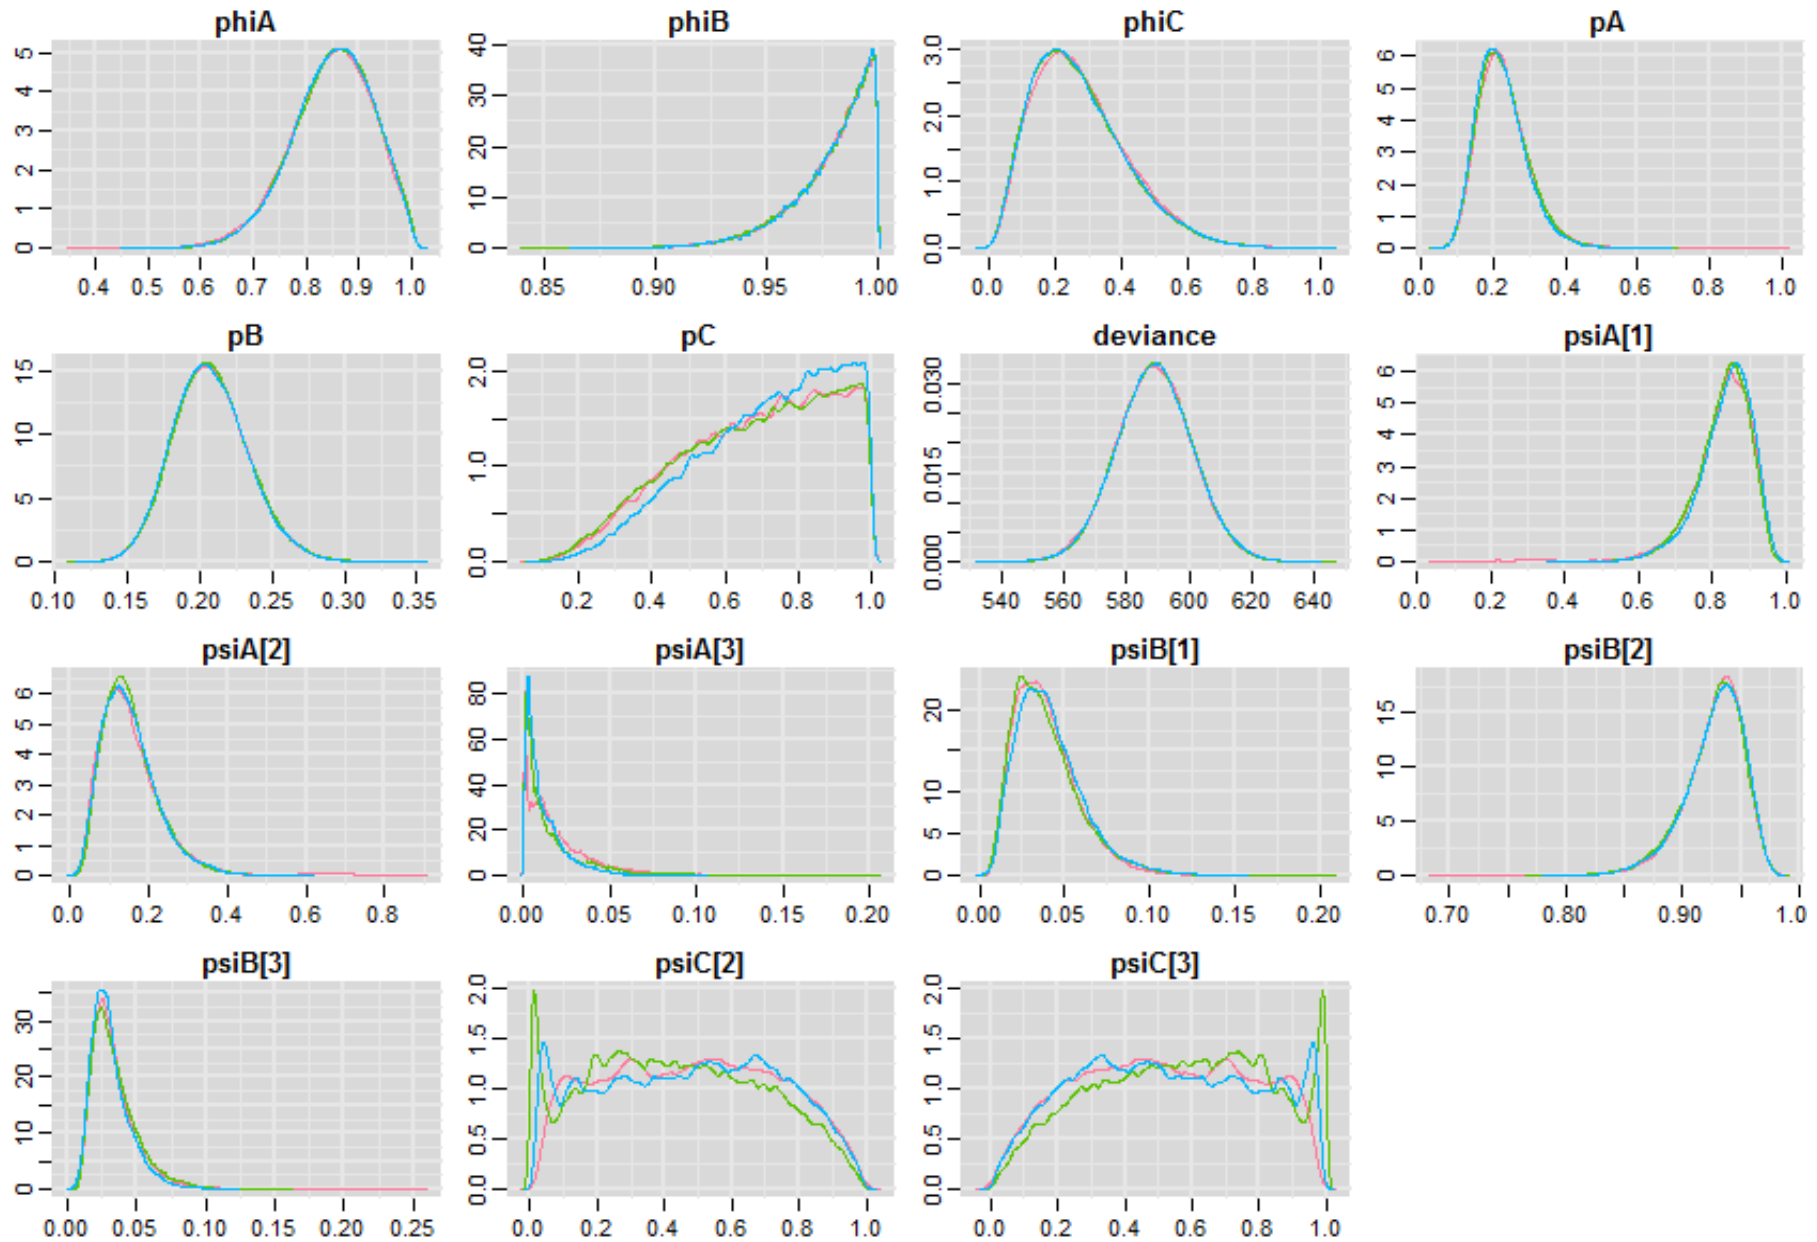 phiA phiB phiC pA
5 40 3.0 6
4 30 2.0 5
3 20 1.0 4
2 10 0.0 3
1 0 2
0 1
0
0.4 0.5 0.6 0.7 0.8 0.9 1.0 0.85 0.90 0.95 1.00 0.0 0.2 0.4 0.6 0.8 1.0 0.0 0.2 0.4 0.6 0.8 1.0
pB pC deviance psiA[1]
15 2.0 0.030 6
10 1.0 0.015 5
5 0.0 0.000 4
0 3
2
1
0
0.10 0.15 0.20 0.25 0.30 0.35 0.2 0.4 0.6 0.8 1.0 540 560 580 600 620 640 0.0 0.2 0.4 0.6 0.8 1.0
psiA[2] psiA[3] psiB[1] psiB[2]
6 80 20 15
5 60 10 10
4 40 5 5
3 20 0 0
2 0
1
0
0.0 0.2 0.4 0.6 0.8 0.00 0.05 0.10 0.15 0.20 0.00 0.05 0.10 0.15 0.20 0.70 0.80 0.90 1.00
psiB[3] psiC[2] psiC[3]
30 2.0 2.0
20 1.5 1.5
10 1.0 1.0
0 0.5 0.5
0.0 0.0
0.00 0.05 0.10 0.15 0.20 0.25 0.0 0.2 0.4 0.6 0.8 1.0 0.0 0.2 0.4 0.6 0.8 1.0